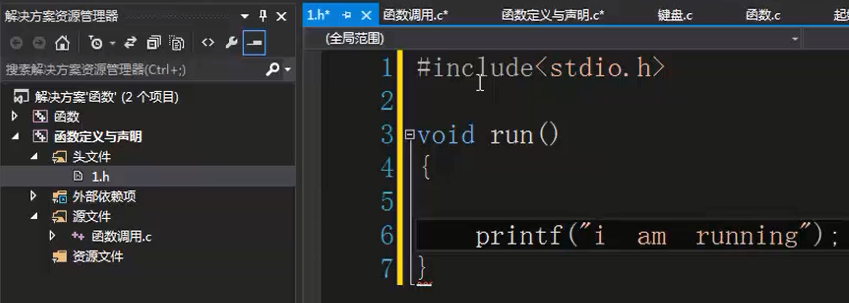 解决方案资源管理器
搜索解决方案资源管理器(Ctrl+;)
解决方案'函数' (2 个项目)
函数
函数定义与声明
头文件
1.h
外部依赖项
源文件
函数调用.c
资源文件
1.h* 函数调用.c* 函数定义与声明.c* 键盘.c 函数.c
(全局范围)
1 #include<stdio.h>
2
3 void run()
4 {
5
6 printf("i am running");
7 }